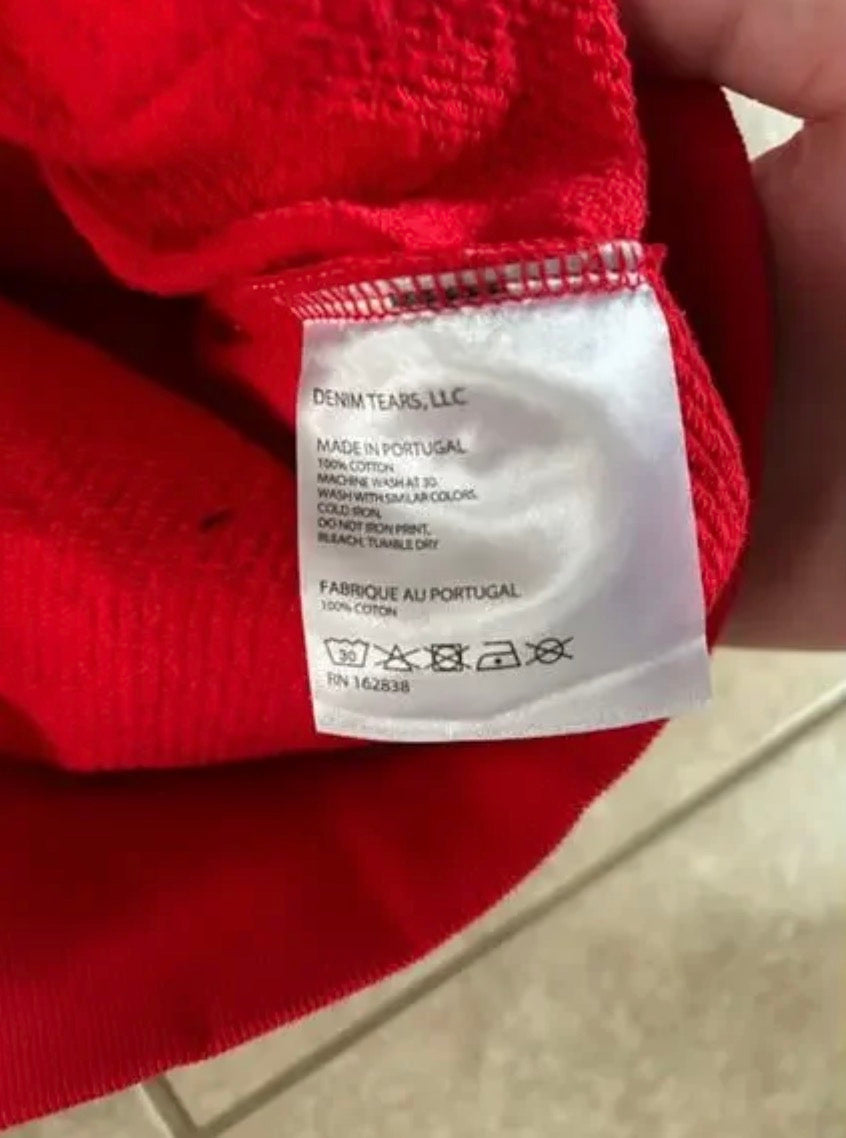 DENIM TEARS, LLC
MADE IN PORTUGAL
100% COTTON
MACHINE WASH AT 30.
WASH WITH SIMILAR COLORS.
COLD IRON,
DO NOT IRON PRINT,
BLEACH, TUMBLE DRY
FABRIQUE AU PORTUGAL
100% COTON
30
RN 162838